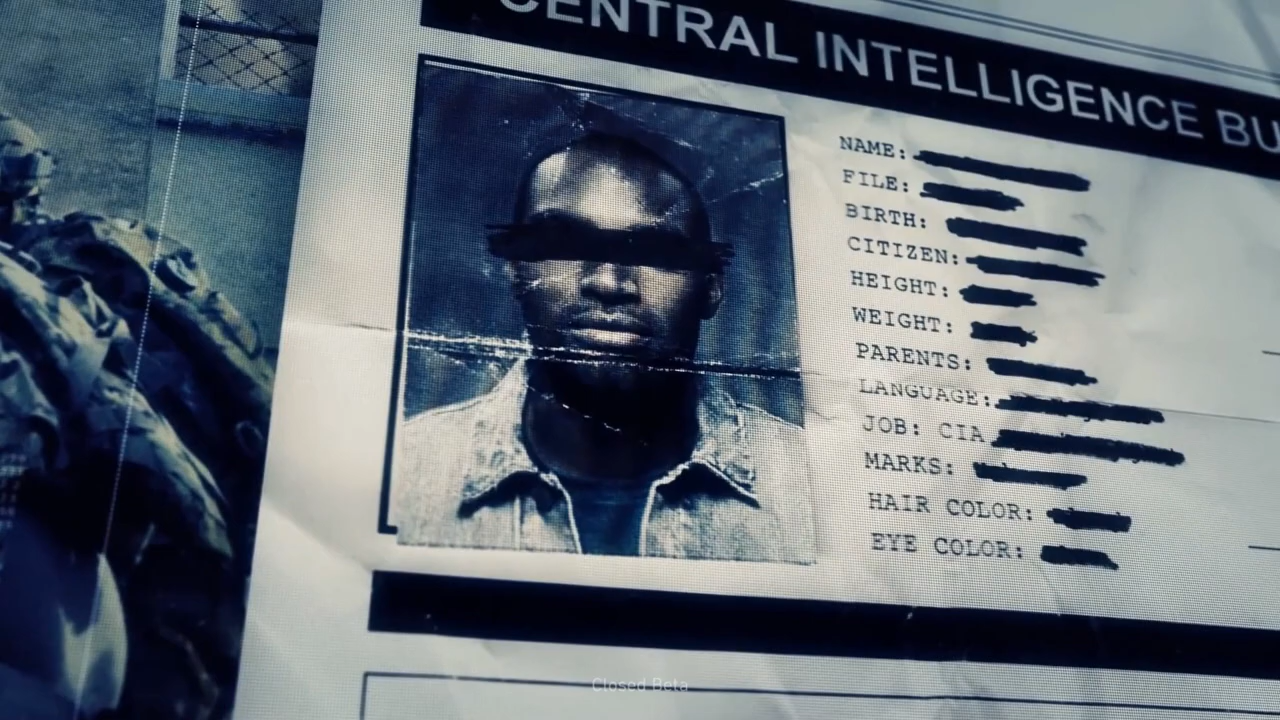 CENTRAL INTELLIGENCE BU
NAME:
FILE:
BIRTH:
CITIZEN:
HEIGHT:
WEIGHT:
PARENTS:
LANGUAGE:
JOB: CIA
MARKS:
HAIR COLOR:
EYE COLOR:
Closed Beta